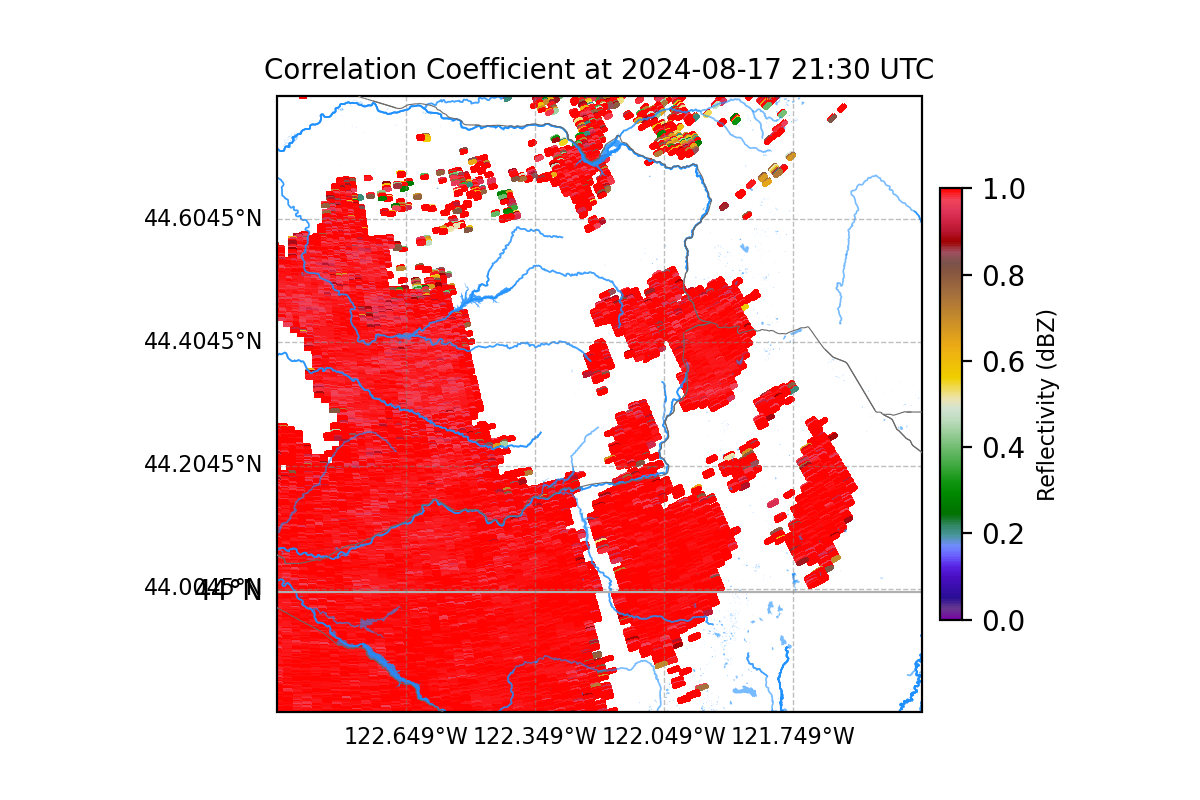 Correlation Coefficient at 2024-08-17 21:30 UTC
44.6045°N
44.4045°N
44.2045°N
44.0045°N
44°N
122.649°W 122.349°W 122.049°W 121.749°W
1.0
0.8
0.6
0.4
0.2
0.0
Reflectivity (dBZ)